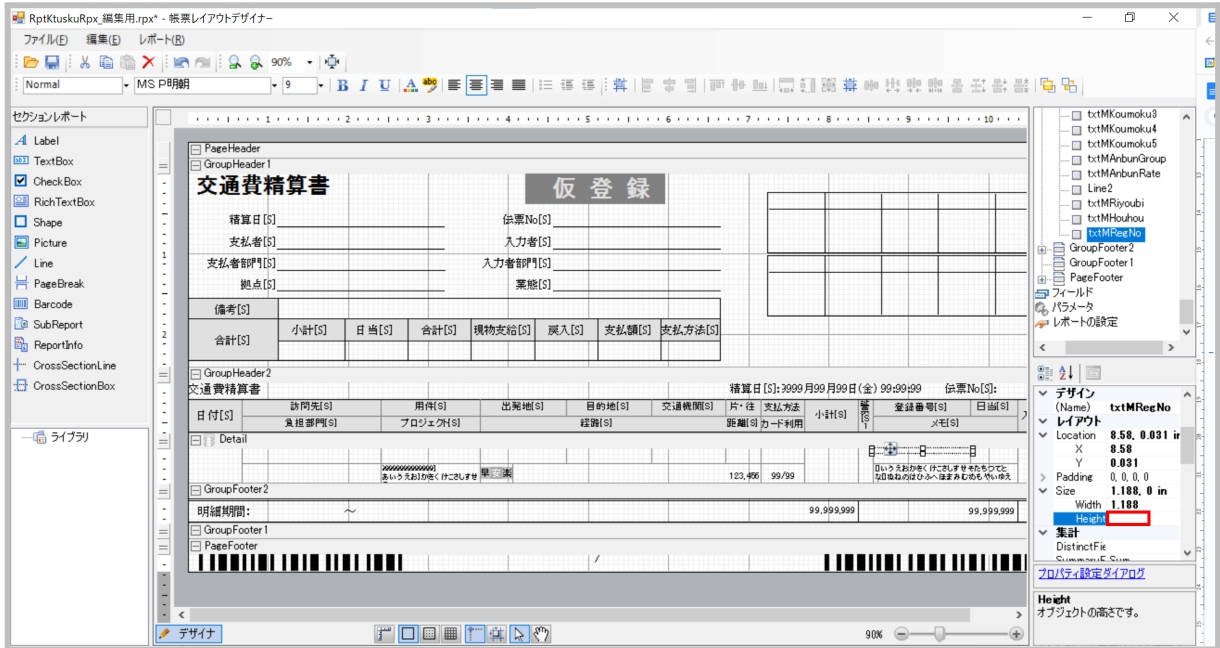 RptKtuskuRpx_編集用.rpx* - 帳票レイアウトデザイナー
ファイル(F) 編集(E) レポート(R)
90%
Normal MS P明朝 9 B I U
セクションレポート
Label
TextBox
CheckBox
RichTextBox
Shape
Picture
Line
PageBreak
Barcode
SubReport
ReportInfo
CrossSectionLine
CrossSectionBox
ライブラリ
1 2 3 4 5 6 7 8 9 10
PageHeader
GroupHeader1
交通費精算書 仮 登 録
精算日[S] 伝票No[S]
支払者[S] 入力者[S]
支払者部門[S] 入力者部門[S]
拠点[S] 業態[S]
備考[S]
合計[S] 小計[S] 日当[S] 合計[S] 現物支給[S] 戻入[S] 支払額[S] 支払方法[S]
GroupHeader2
交通費精算書 精算日[S]:9999月99月99日(金) 99:99:99 伝票No[S]:
日付[S] 訪問先[S] 用件[S] 出発地[S] 目的地[S] 交通機関[S] 片・往 支払方法 小計[S] 登録番号[S] 日当[S]
負担部門[S] プロジェクト[S] 経路[S] 距離[S] カード利用 メモ[S]
Detail
123,456 99/99
GroupFooter2
明細期間: ～ 99,999,999 99,999,999
GroupFooter1
PageFooter
/
デザイナ
90%
txtMKoumoku3
txtMKoumoku4
txtMKoumoku5
txtMAnbunGroup
txtMAnbunRate
Line2
txtMRiyoubi
txtMHouhou
txtMRegNo
GroupFooter2
GroupFooter1
PageFooter
フィールド
パラメータ
レポートの設定
デザイン
(Name) txtMRegNo
レイアウト
Location 8.58, 0.031 in
X 8.58
Y 0.031
Padding 0, 0, 0, 0
Size 1.188, 0 in
Width 1.188
Height
集計
DistinctFie
プロパティ設定ダイアログ
Height
オブジェクトの高さです。